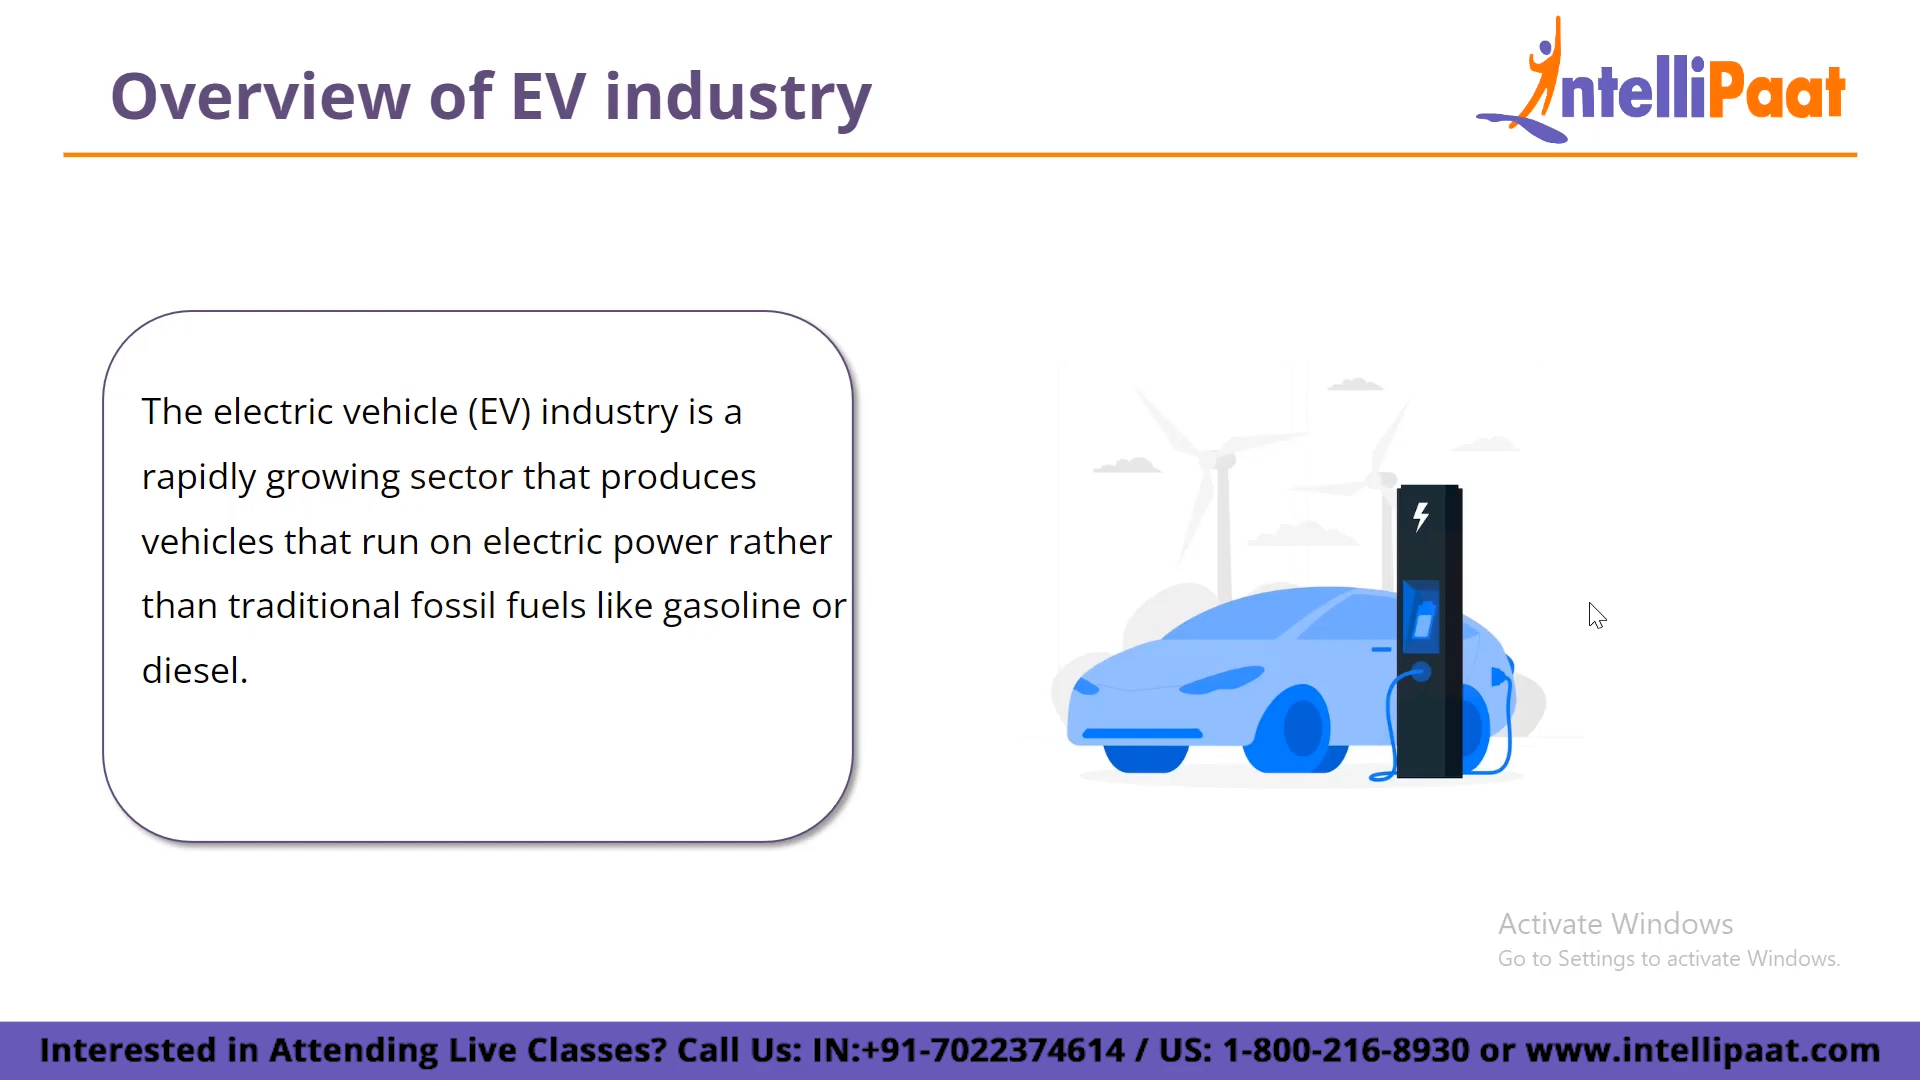 Overview of EV industry
IntelliPaat
The electric vehicle (EV) industry is a
rapidly growing sector that produces
vehicles that run on electric power rather
than traditional fossil fuels like gasoline or
diesel.
Activate Windows
Go to Settings to activate Windows.
Interested in Attending Live Classes? Call Us: IN:+91-7022374614 / US: 1-800-216-8930 or www.intellipaat.com